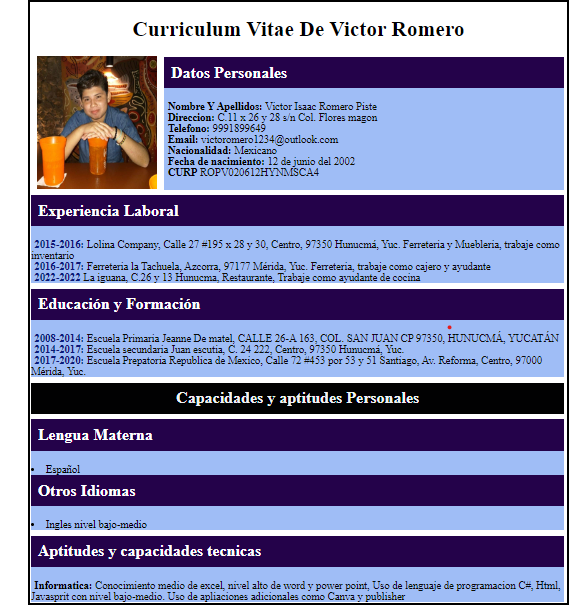 Curriculum Vitae De Victor Romero
Datos Personales
Nombre Y Apellidos: Victor Isaac Romero Piste
Direccion: C.11 x 26 y 28 s/n Col. Flores magon
Telefono: 9991899649
Email: victoromero1234@outlook.com
Nacionalidad: Mexicano
Fecha de nacimiento: 12 de junio del 2002
CURP ROPV020612HYNMSCA4
Experiencia Laboral
2015-2016: Lolina Company, Calle 27 #195 x 28 y 30, Centro, 97350 Hunucmá, Yuc. Ferreteria y Muebleria, trabaje como
inventario
2016-2017: Ferreteria la Tachuela, Azcorra, 97177 Mérida, Yuc. Ferreteria, trabaje como cajero y ayudante
2022-2022 La iguana, C.26 y 13 Hunucma, Restaurante, Trabaje como ayudante de cocina
Educación y Formación
2008-2014: Escuela Primaria Jeanne De matel, CALLE 26-A 163, COL. SAN JUAN CP 97350, HUNUCMÁ, YUCATÁN
2014-2017: Escuela secundaria Juan escutia, C. 24 222, Centro, 97350 Hunucmá, Yuc.
2017-2020: Escuela Prepatoria Republica de Mexico, Calle 72 #453 por 53 y 51 Santiago, Av. Reforma, Centro, 97000
Mérida, Yuc.
Capacidades y aptitudes Personales
Lengua Materna
• Español
Otros Idiomas
• Ingles nivel bajo-medio
Aptitudes y capacidades tecnicas
Informatica: Conocimiento medio de excel, nivel alto de word y power point, Uso de lenguaje de programacion C#, Html,
Javasprit con nivel bajo-medio. Uso de apliaciones adicionales como Canva y publisher